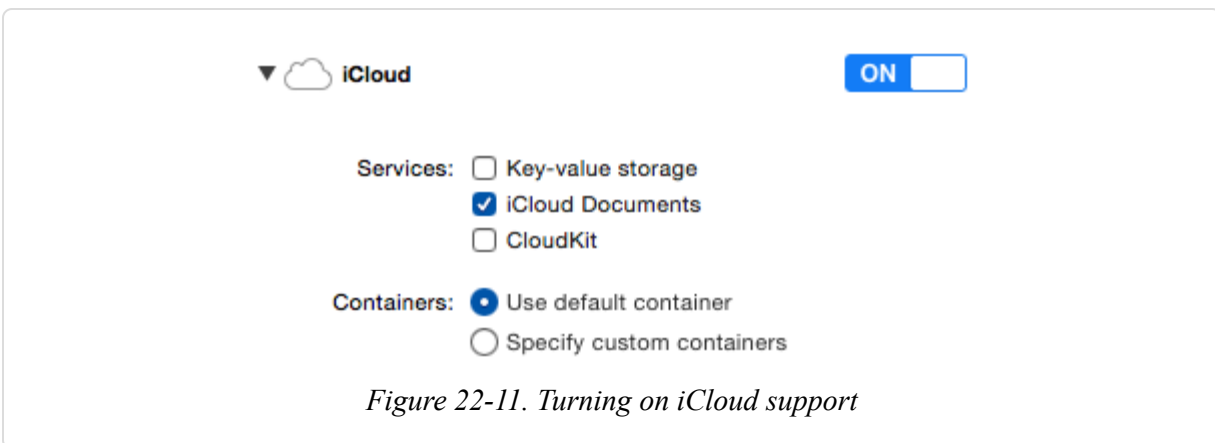 iCloud ON
Services: Key-value storage
iCloud Documents
CloudKit
Containers: Use default container
Specify custom containers
Figure 22-11. Turning on iCloud support